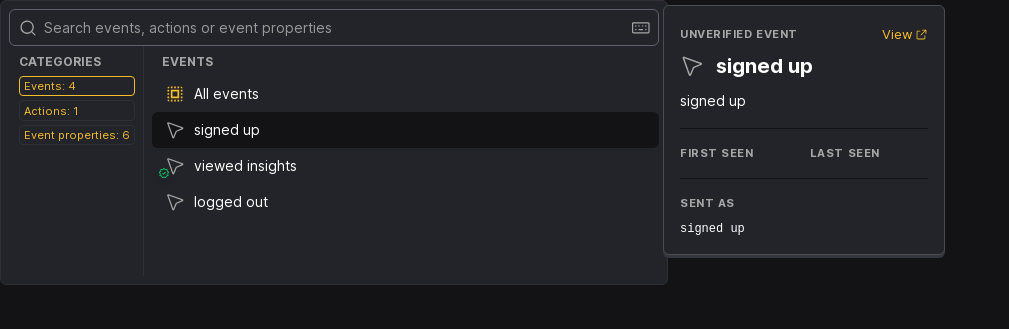 Search events, actions or event properties
CATEGORIES
Events: 4
Actions: 1
Event properties: 6
EVENTS
All events
signed up
viewed insights
logged out
UNVERIFIED EVENT
View
signed up
signed up
FIRST SEEN
LAST SEEN
SENT AS
signed up